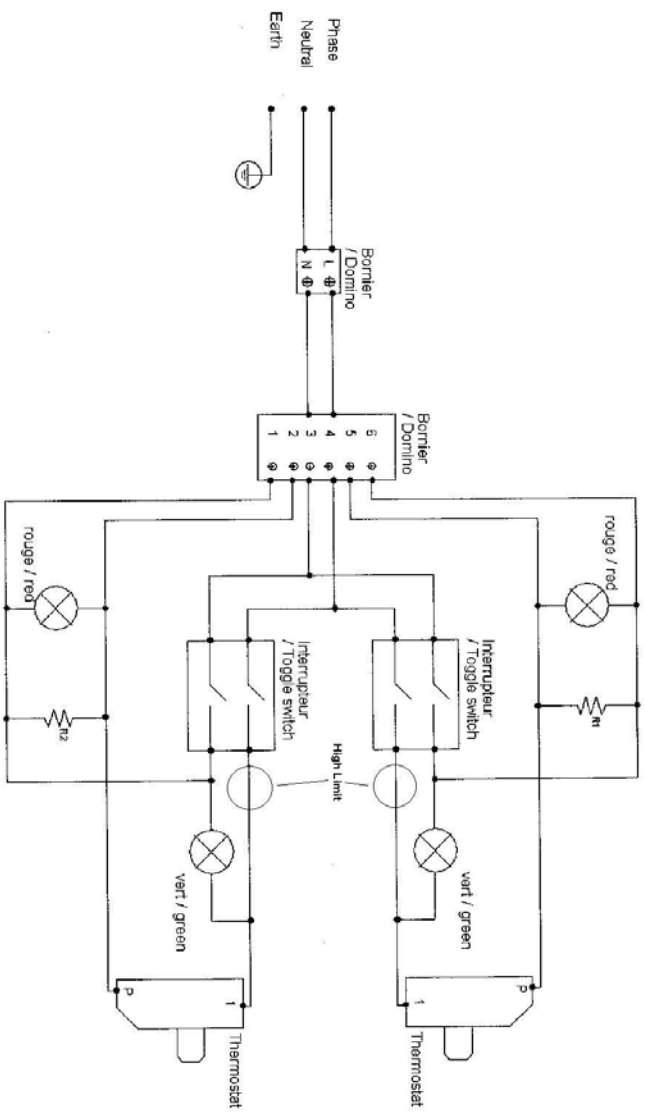 Phase
Neutral
Earth
Bornier
/ Domino
L
N
Bornier
/ Domino
6
5
4
3
2
1
rouge / red
R1
Interrupteur
/ Toggle switch
vert / green
P
1
Thermostat
High Limit
Interrupteur
/ Toggle switch
vert / green
1
P
Thermostat
rouge / red
R2